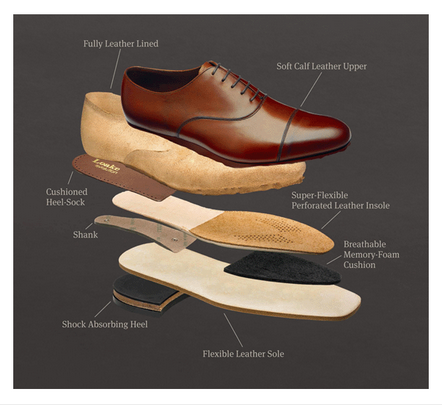 Fully Leather Lined
Soft Calf Leather Upper
Loake
Cushioned
Heel-Sock
Super-Flexible
Perforated Leather Insole
Shank
Breathable
Memory-Foam
Cushion
Shock Absorbing Heel
Flexible Leather Sole